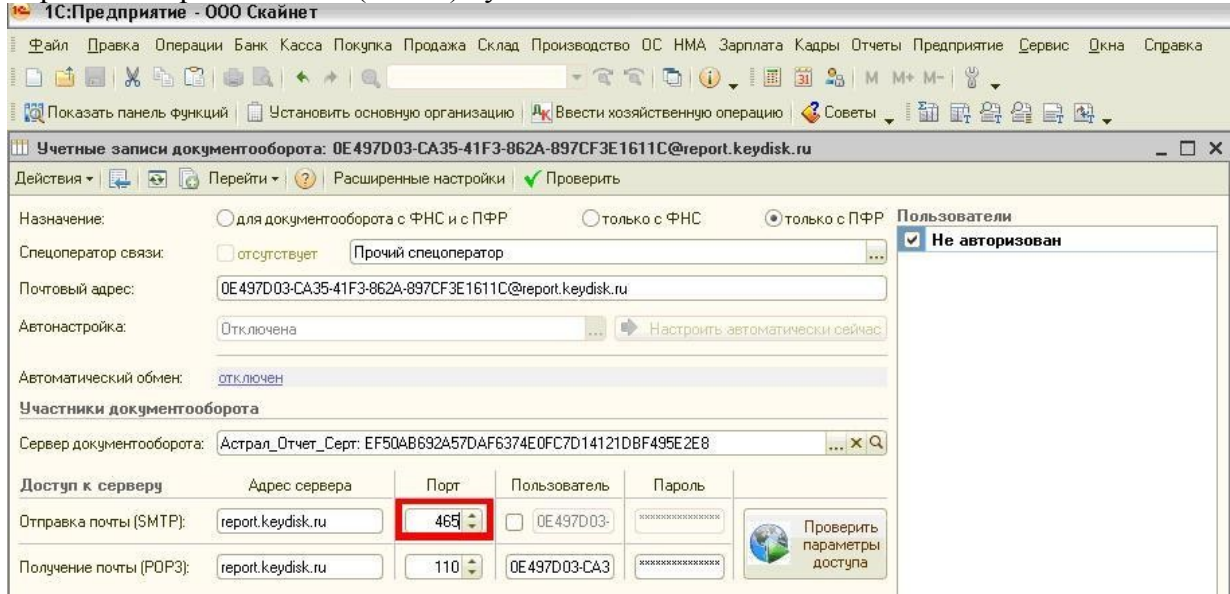 1С:Предприятие - ООО Скайнет
Файл Правка Операции Банк Касса Покупка Продажа Склад Производство ОС НМА Зарплата Кадры Отчеты Предприятие Сервис Окна Справка
M M+ M-
Показать панель функций Установить основную организацию Ввести хозяйственную операцию Советы
Учетные записи документооборота: 0E497D03-CA35-41F3-862A-897CF3E1611C@report.keydisk.ru
Действия Перейти Расширенные настройки Проверить
Назначение: для документооборота с ФНС и с ПФР только с ФНС только с ПФР Пользователи
Не авторизован
Спецоператор связи: отсутствует Прочий спецоператор ...
Почтовый адрес: 0E497D03-CA35-41F3-862A-897CF3E1611C@report.keydisk.ru
Автонастройка: Отключена ... Настроить автоматически сейчас
Автоматический обмен: отключен
Участники документооборота
Сервер документооборота: Астрал_Отчет_Серт: EF50AB692A57DAF6374E0FC7D14121DBF495E2E8 ...
Доступ к серверу Адрес сервера Порт Пользователь Пароль
Отправка почты (SMTP): report.keydisk.ru 465 0E497D03- ××××××××××××××
Проверить параметры доступа
Получение почты (POP3): report.keydisk.ru 110 0E497D03-CA3 ××××××××××××××